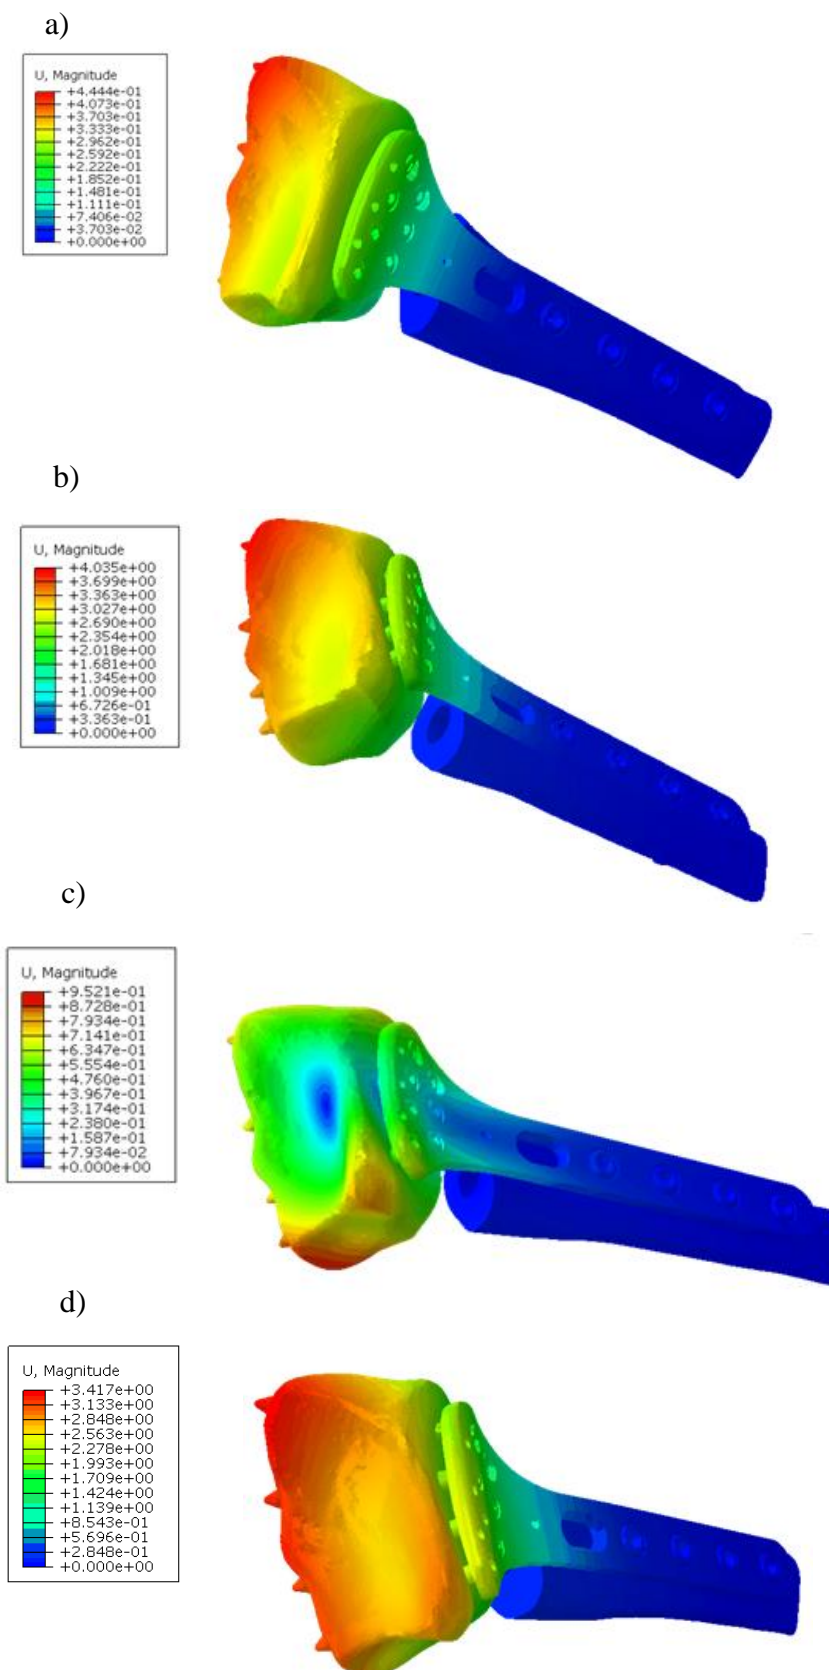 a)
U, Magnitude
+4.444e-01
+4.073e-01
+3.703e-01
+3.333e-01
+2.962e-01
+2.592e-01
+2.222e-01
+1.852e-01
+1.481e-01
+1.111e-01
+7.406e-02
+3.703e-02
+0.000e+00
b)
U, Magnitude
+4.035e+00
+3.699e+00
+3.363e+00
+3.027e+00
+2.690e+00
+2.354e+00
+2.018e+00
+1.681e+00
+1.345e+00
+1.009e+00
+6.726e-01
+3.363e-01
+0.000e+00
c)
U, Magnitude
+9.521e-01
+8.728e-01
+7.934e-01
+7.141e-01
+6.347e-01
+5.554e-01
+4.760e-01
+3.967e-01
+3.174e-01
+2.380e-01
+1.587e-01
+7.934e-02
+0.000e+00
d)
U, Magnitude
+3.417e+00
+3.133e+00
+2.848e+00
+2.563e+00
+2.278e+00
+1.993e+00
+1.709e+00
+1.424e+00
+1.139e+00
+8.543e-01
+5.696e-01
+2.848e-01
+0.000e+00